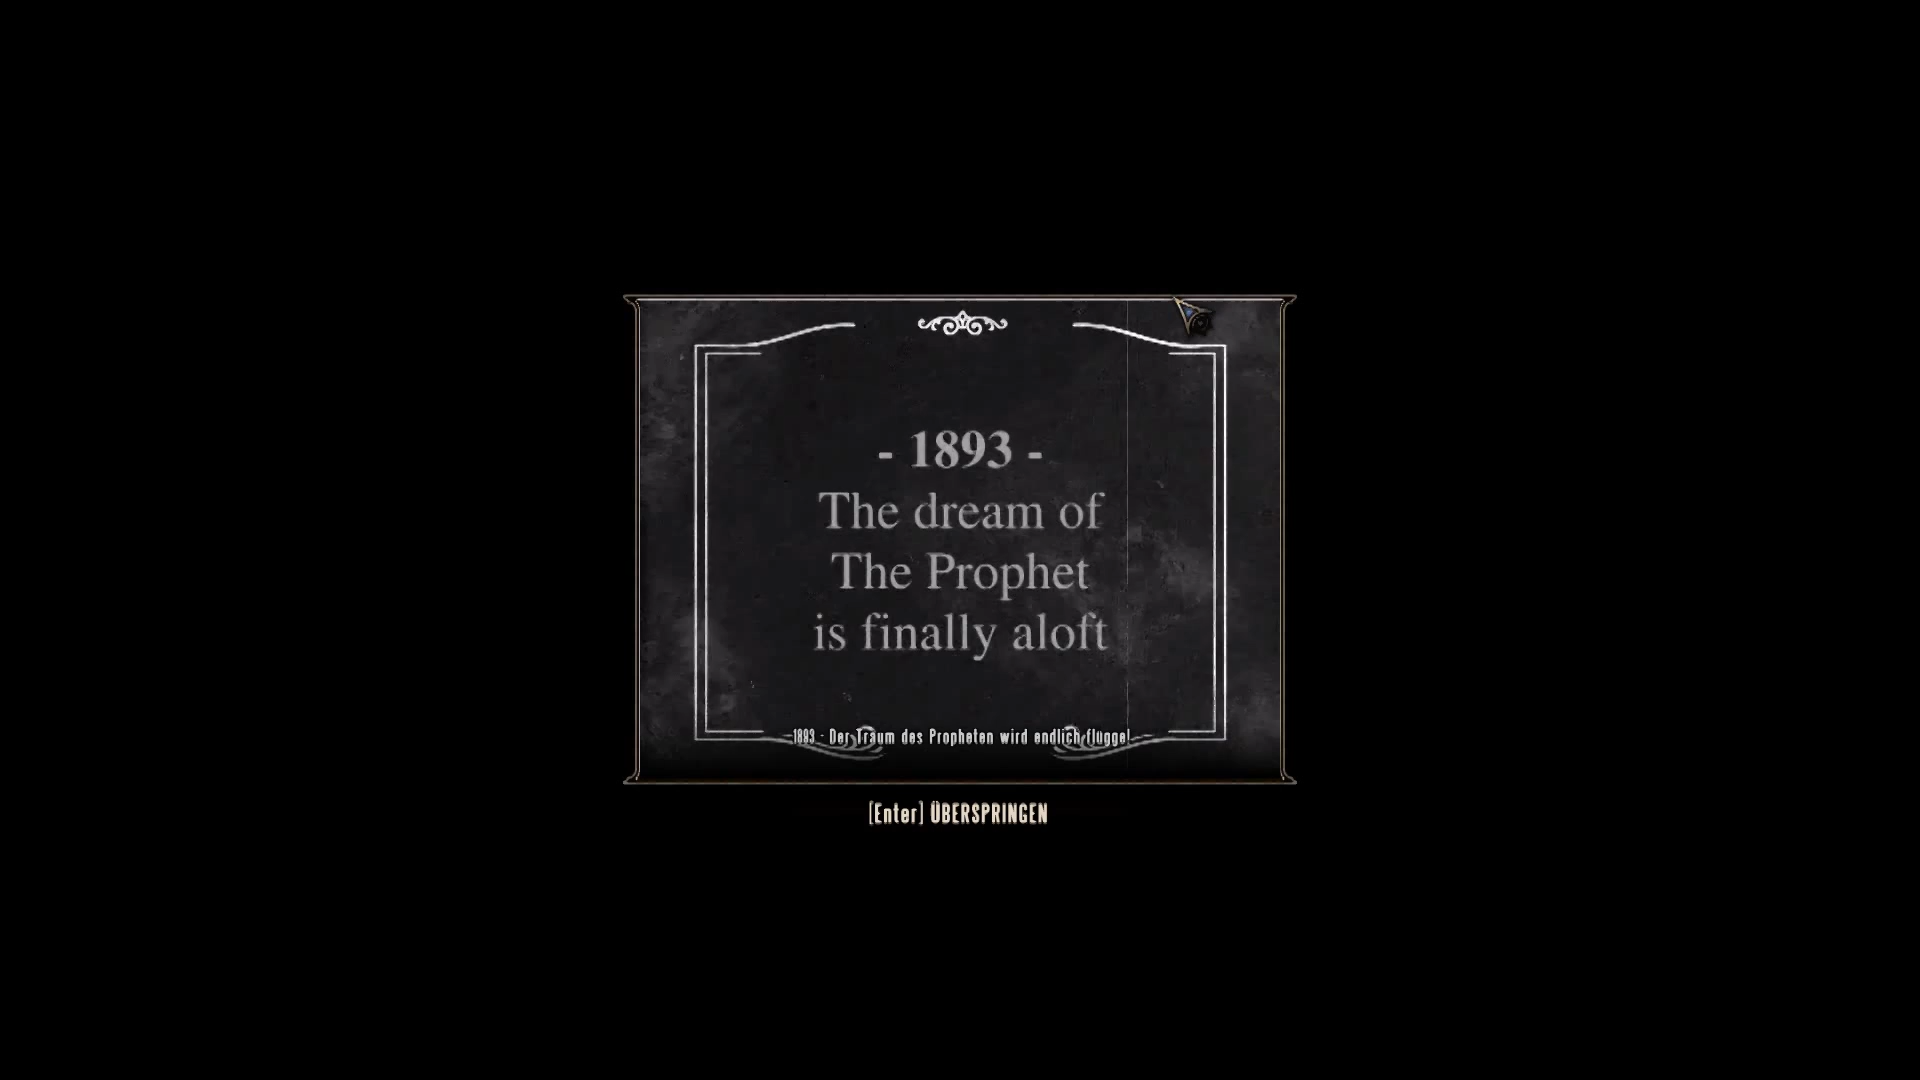 - 1893 -
The dream of
The Prophet
is finally aloft
1893 - Der Traum des Propheten wird endlich flügge!
[Enter] ÜBERSPRINGEN